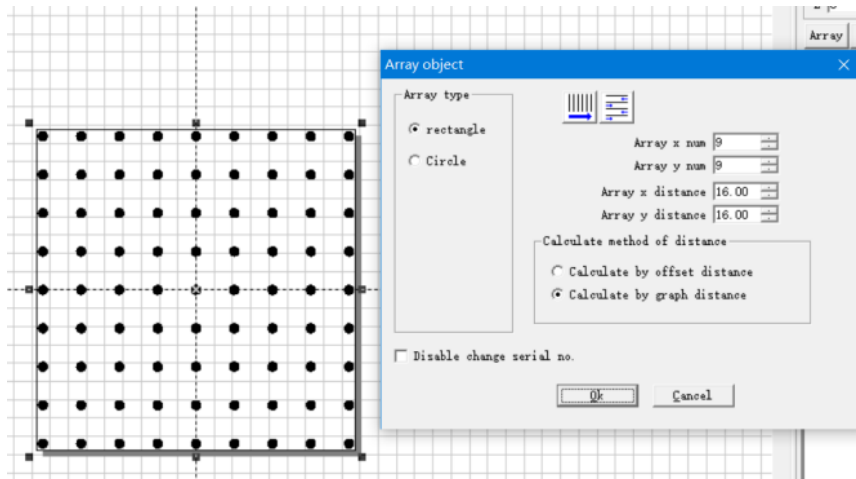 Array
Array object
Array type
rectangle
Circle
Array x num 9
Array y num 9
Array x distance 16.00
Array y distance 16.00
Calculate method of distance
Calculate by offset distance
Calculate by graph distance
Disable change serial no.
Ok
Cancel